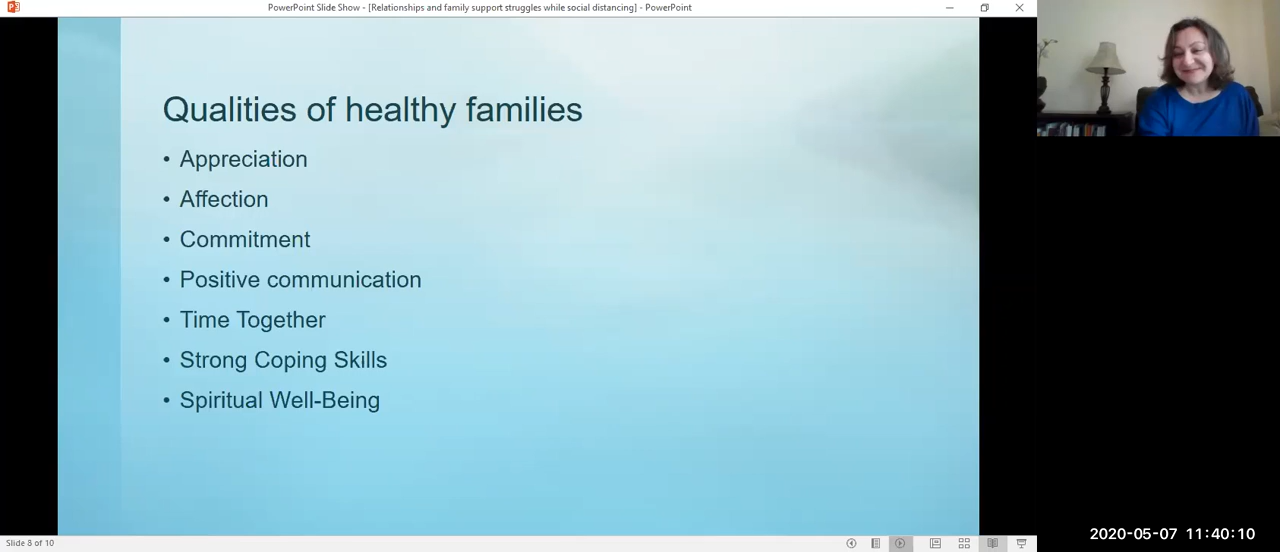 PowerPoint Slide Show - [Relationships and family support struggles while social distancing] - PowerPoint
Qualities of healthy families
• Appreciation
• Affection
• Commitment
• Positive communication
• Time Together
• Strong Coping Skills
• Spiritual Well-Being
Slide 8 of 10
2020-05-07 11:40:10